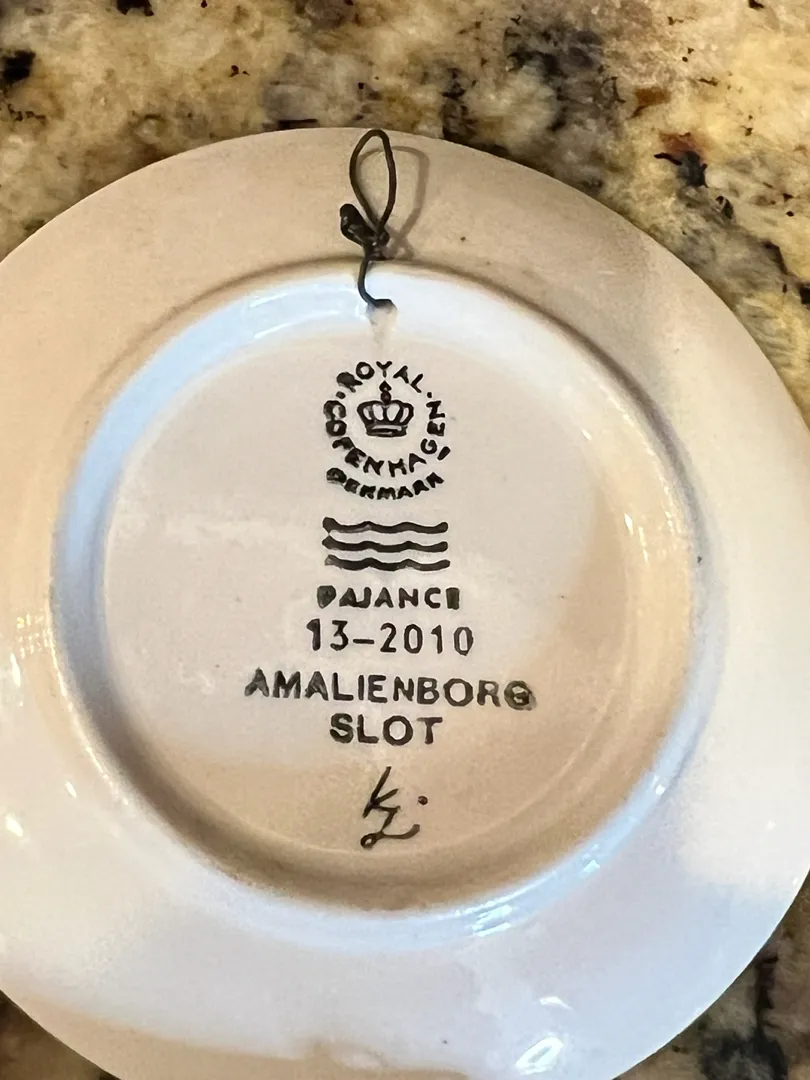 ROYAL
COPENHAGEN
DENMARK
FAJANCE
13-2010
AMALIENBORG
SLOT